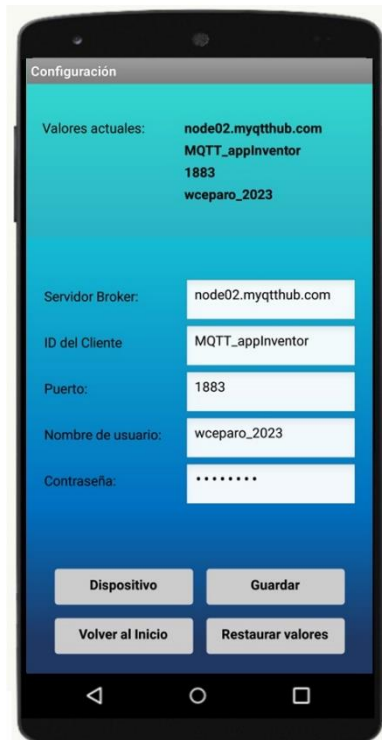 Configuración
Valores actuales: node02.myqtthub.com
MQTT_appInventor
1883
wceparo_2023
Servidor Broker: node02.myqtthub.com
ID del Cliente MQTT_appInventor
Puerto: 1883
Nombre de usuario: wceparo_2023
Contraseña: ••••••••
Dispositivo Guardar
Volver al Inicio Restaurar valores